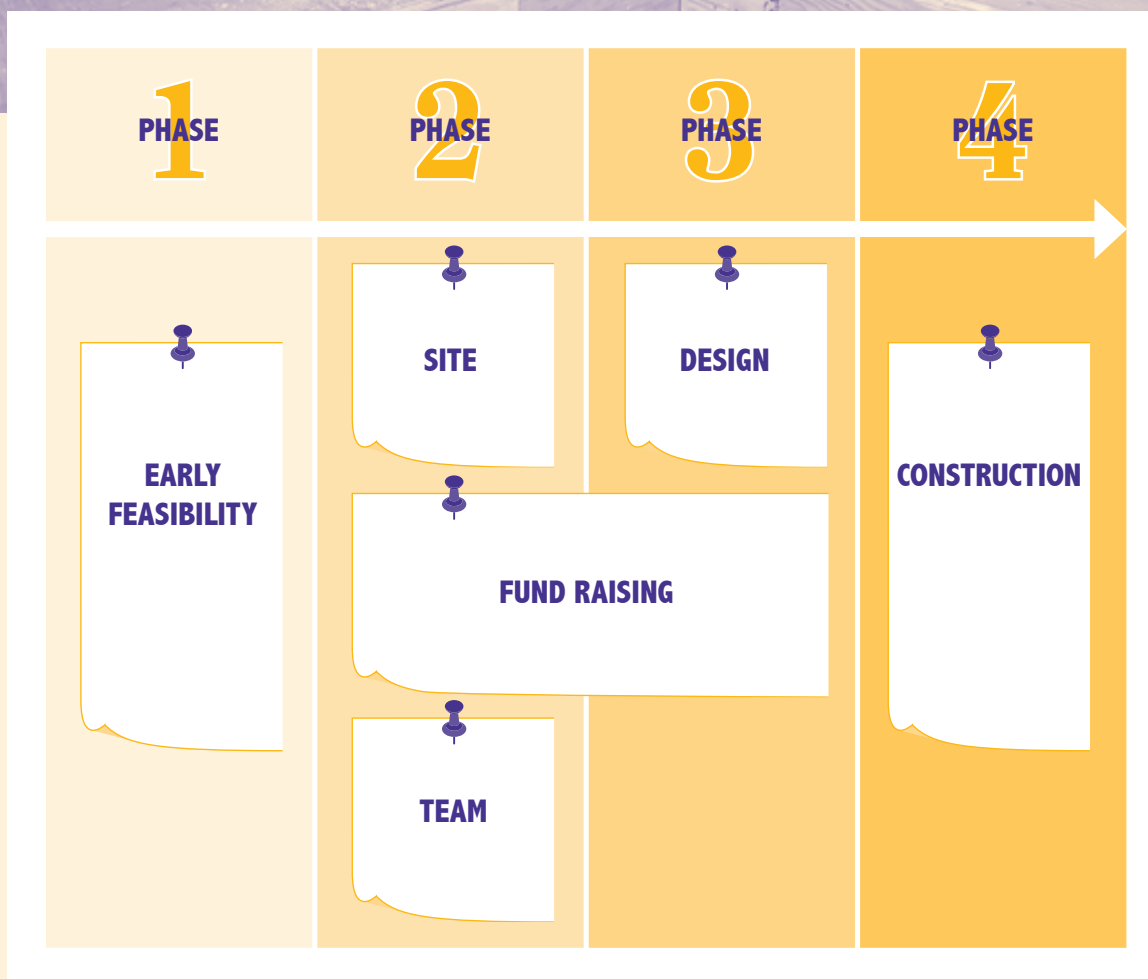 PHASE 1
PHASE 2
PHASE 3
PHASE 4
EARLY
FEASIBILITY
SITE
DESIGN
FUND RAISING
TEAM
CONSTRUCTION